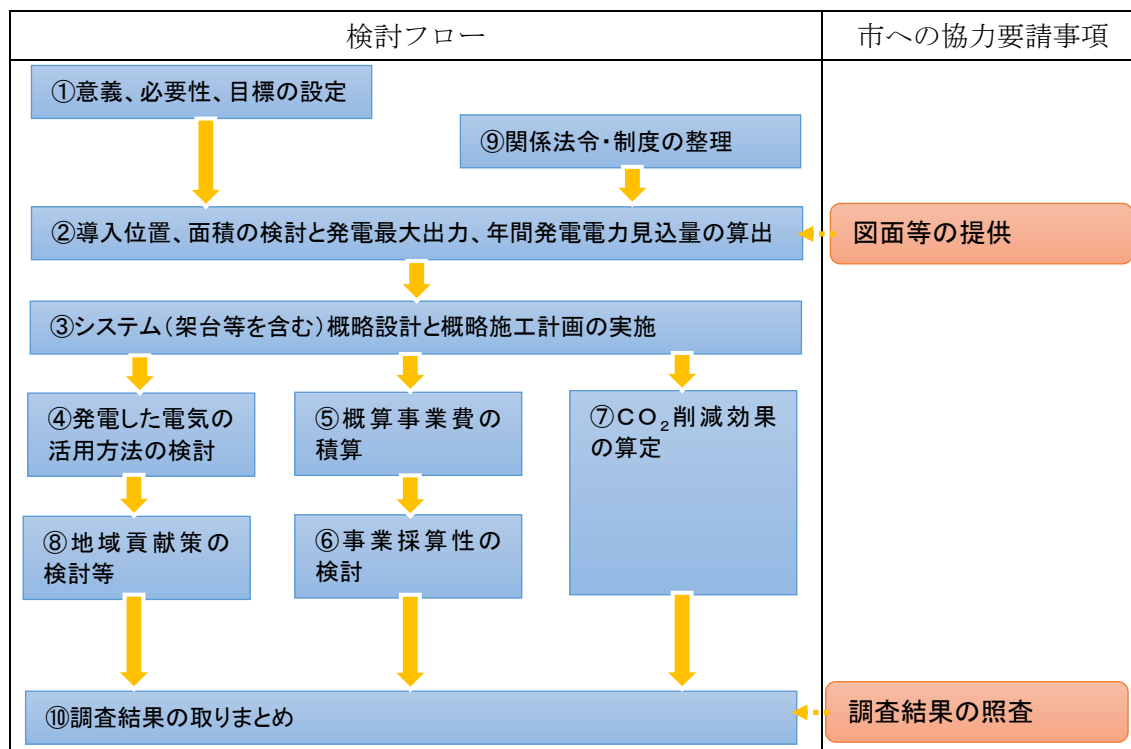 検討フロー
市への協力要請事項
①意義、必要性、目標の設定
⑨関係法令・制度の整理
②導入位置、面積の検討と発電最大出力、年間発電電力見込量の算出
図面等の提供
③システム(架台等を含む)概略設計と概略施工計画の実施
④発電した電気の
活用方法の検討
⑤概算事業費の
積算
⑦CO₂削減効果
の算定
⑧地域貢献策の
検討等
⑥事業採算性の
検討
⑩調査結果の取りまとめ
調査結果の照査